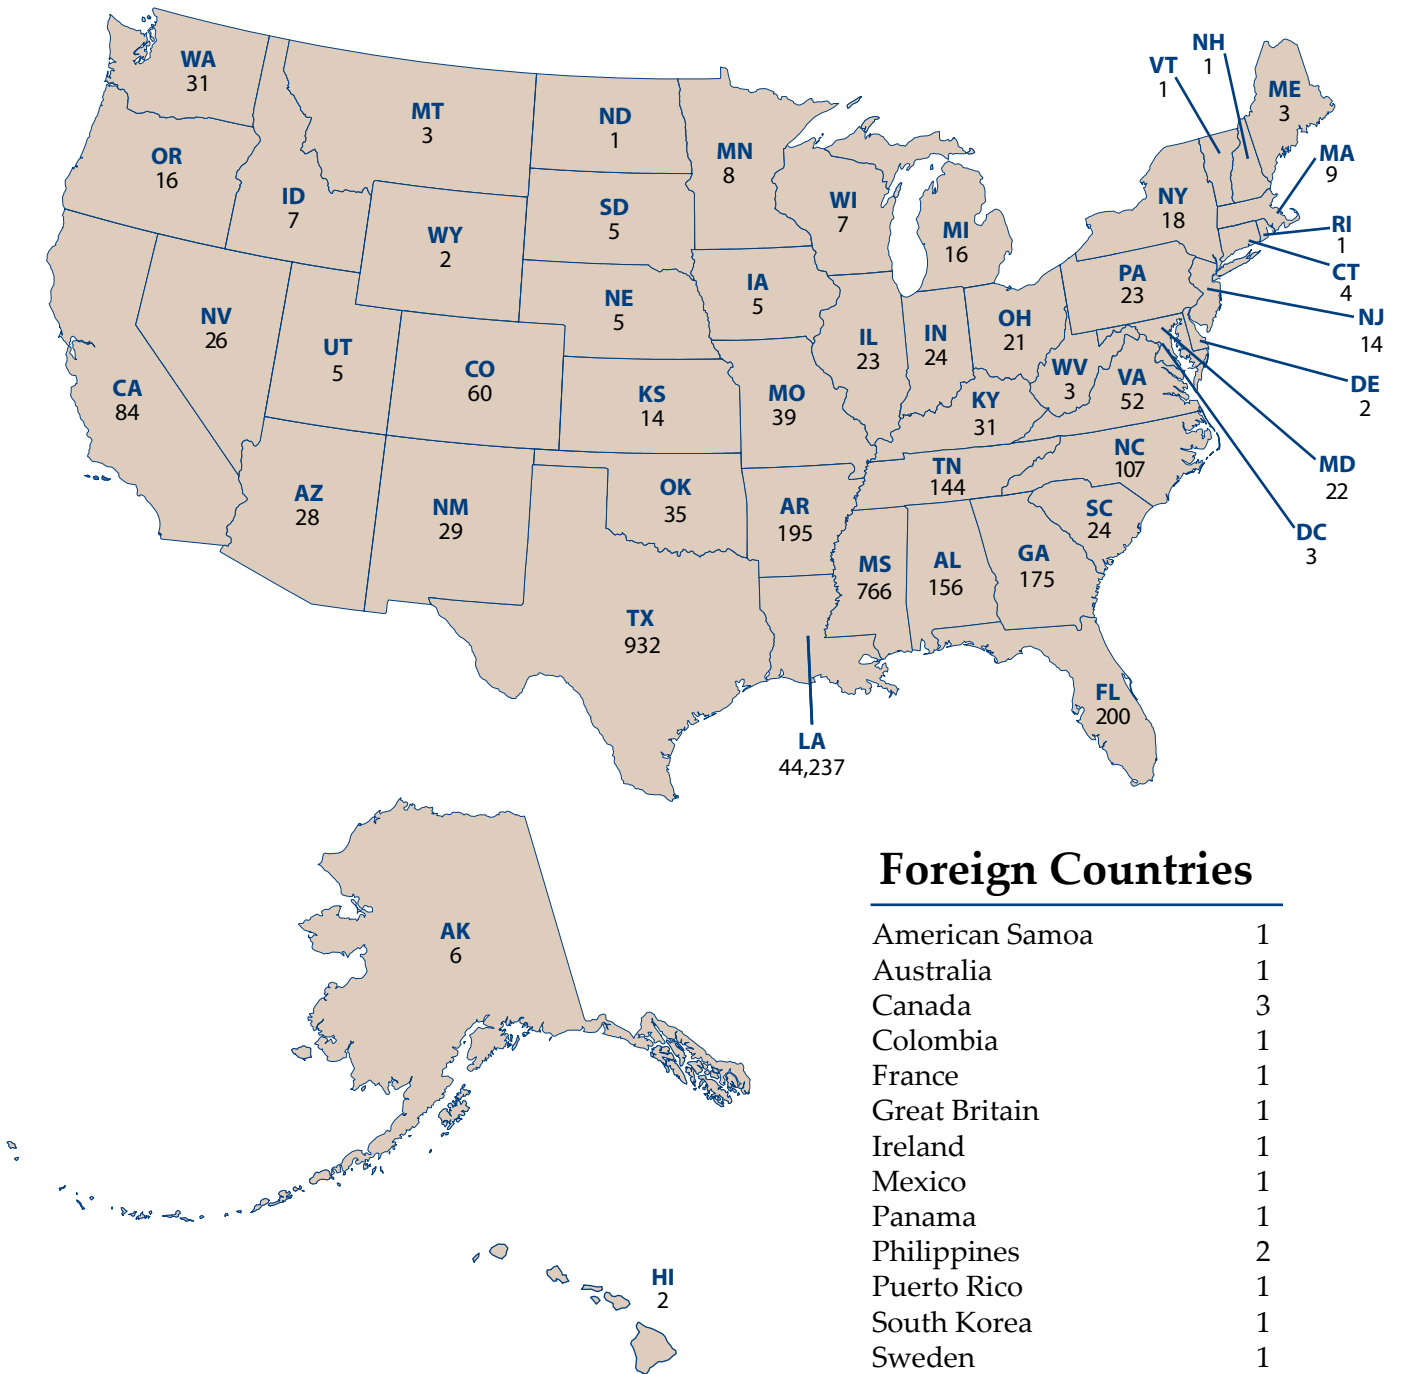 NH
1
VT
1
WA
31
ME
3
MT
3
ND
1
MN
8
OR
16
MA
9
ID
7
WI
7
NY
18
SD
5
MI
16
RI
1
WY
2
CT
4
PA
23
IA
5
NE
5
NV
26
NJ
14
OH
21
IN
24
IL
23
UT
5
CO
60
WV
3
VA
52
DE
2
CA
84
KS
14
MO
39
KY
31
NC
107
TN
144
MD
22
AZ
28
NM
29
OK
35
AR
195
SC
24
DC
3
MS
766
AL
156
GA
175
TX
932
FL
200
LA
44,237
AK
6
HI
2
Foreign Countries
American Samoa 1
Australia 1
Canada 3
Colombia 1
France 1
Great Britain 1
Ireland 1
Mexico 1
Panama 1
Philippines 2
Puerto Rico 1
South Korea 1
Sweden 1